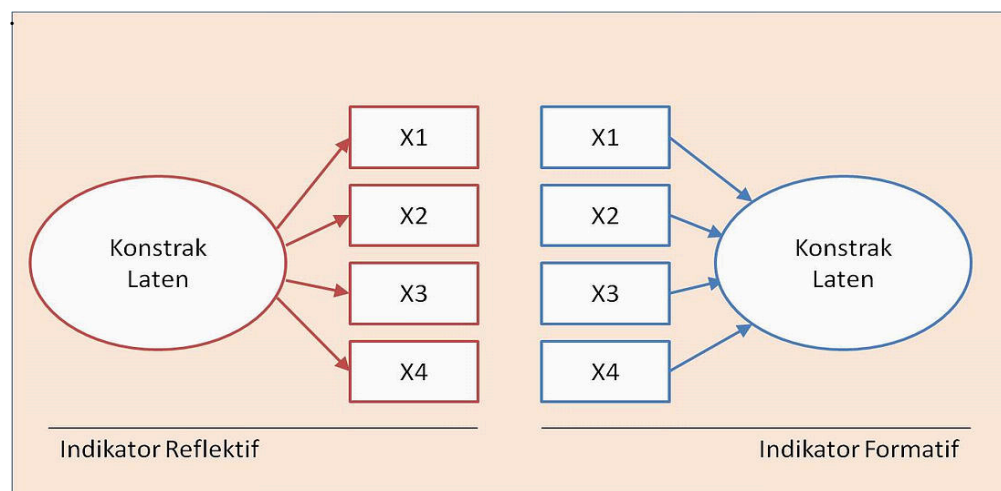 Konstrak
Laten
X1
X2
X3
X4
Indikator Reflektif
X1
X2
X3
X4
Konstrak
Laten
Indikator Formatif